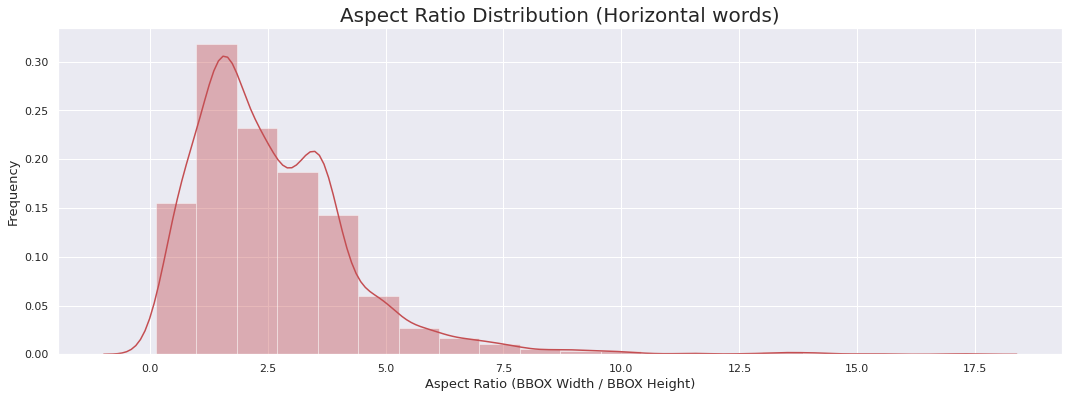 Aspect Ratio Distribution (Horizontal words)
0.30
0.25
0.20
0.15
0.10
0.05
0.00
Frequency
0.0 2.5 5.0 7.5 10.0 12.5 15.0 17.5
Aspect Ratio (BBOX Width / BBOX Height)